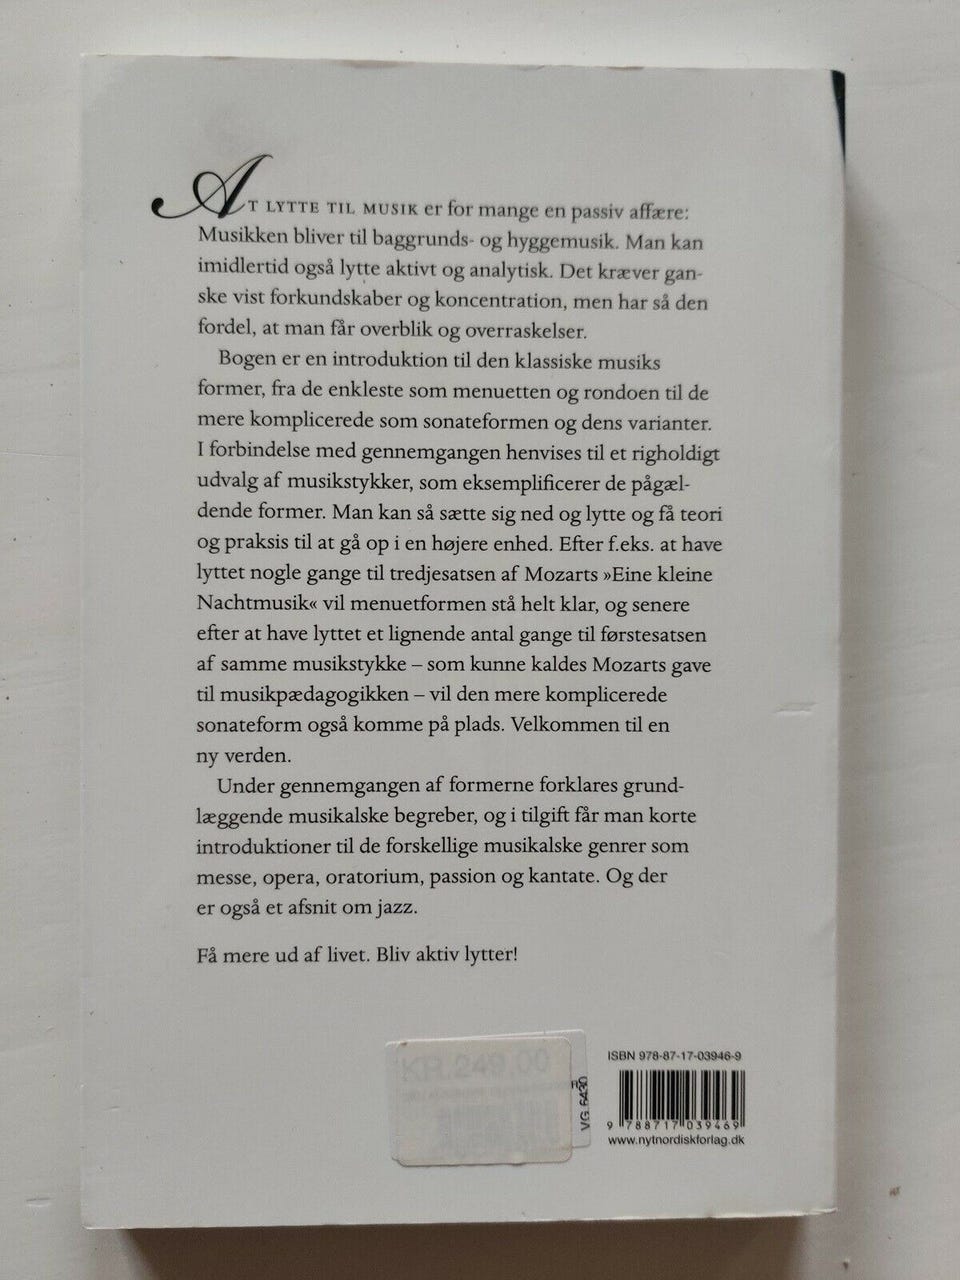 AT LYTTE TIL MUSIK er for mange en passiv affære:
Musikken bliver til baggrunds- og hyggemusik. Man kan
imidlertid også lytte aktivt og analytisk. Det kræver gan-
ske vist forkundskaber og koncentration, men har så den
fordel, at man får overblik og overraskelser.
Bogen er en introduktion til den klassiske musiks
former, fra de enkleste som menuetten og rondoen til de
mere komplicerede som sonateformen og dens varianter.
I forbindelse med gennemgangen henvises til et righoldigt
udvalg af musikstykker, som eksemplificerer de pågæl-
dende former. Man kan så sætte sig ned og lytte og få teori
og praksis til at gå op i en højere enhed. Efter f.eks. at have
lyttet nogle gange til tredjesatsen af Mozarts »Eine kleine
Nachtmusik« vil menuetformen stå helt klar, og senere
efter at have lyttet et lignende antal gange til førstesatsen
af samme musikstykke – som kunne kaldes Mozarts gave
til musikpædagogikken – vil den mere komplicerede
sonateform også komme på plads. Velkommen til en
ny verden.
Under gennemgangen af formerne forklares grund-
læggende musikalske begreber, og i tilgift får man korte
introduktioner til de forskellige musikalske genrer som
messe, opera, oratorium, passion og kantate. Og der
er også et afsnit om jazz.
Få mere ud af livet. Bliv aktiv lytter!
KR.249,00
VG. 6430
ISBN 978-87-17-03946-9
9 788717 039469
www.nytnordiskforlag.dk